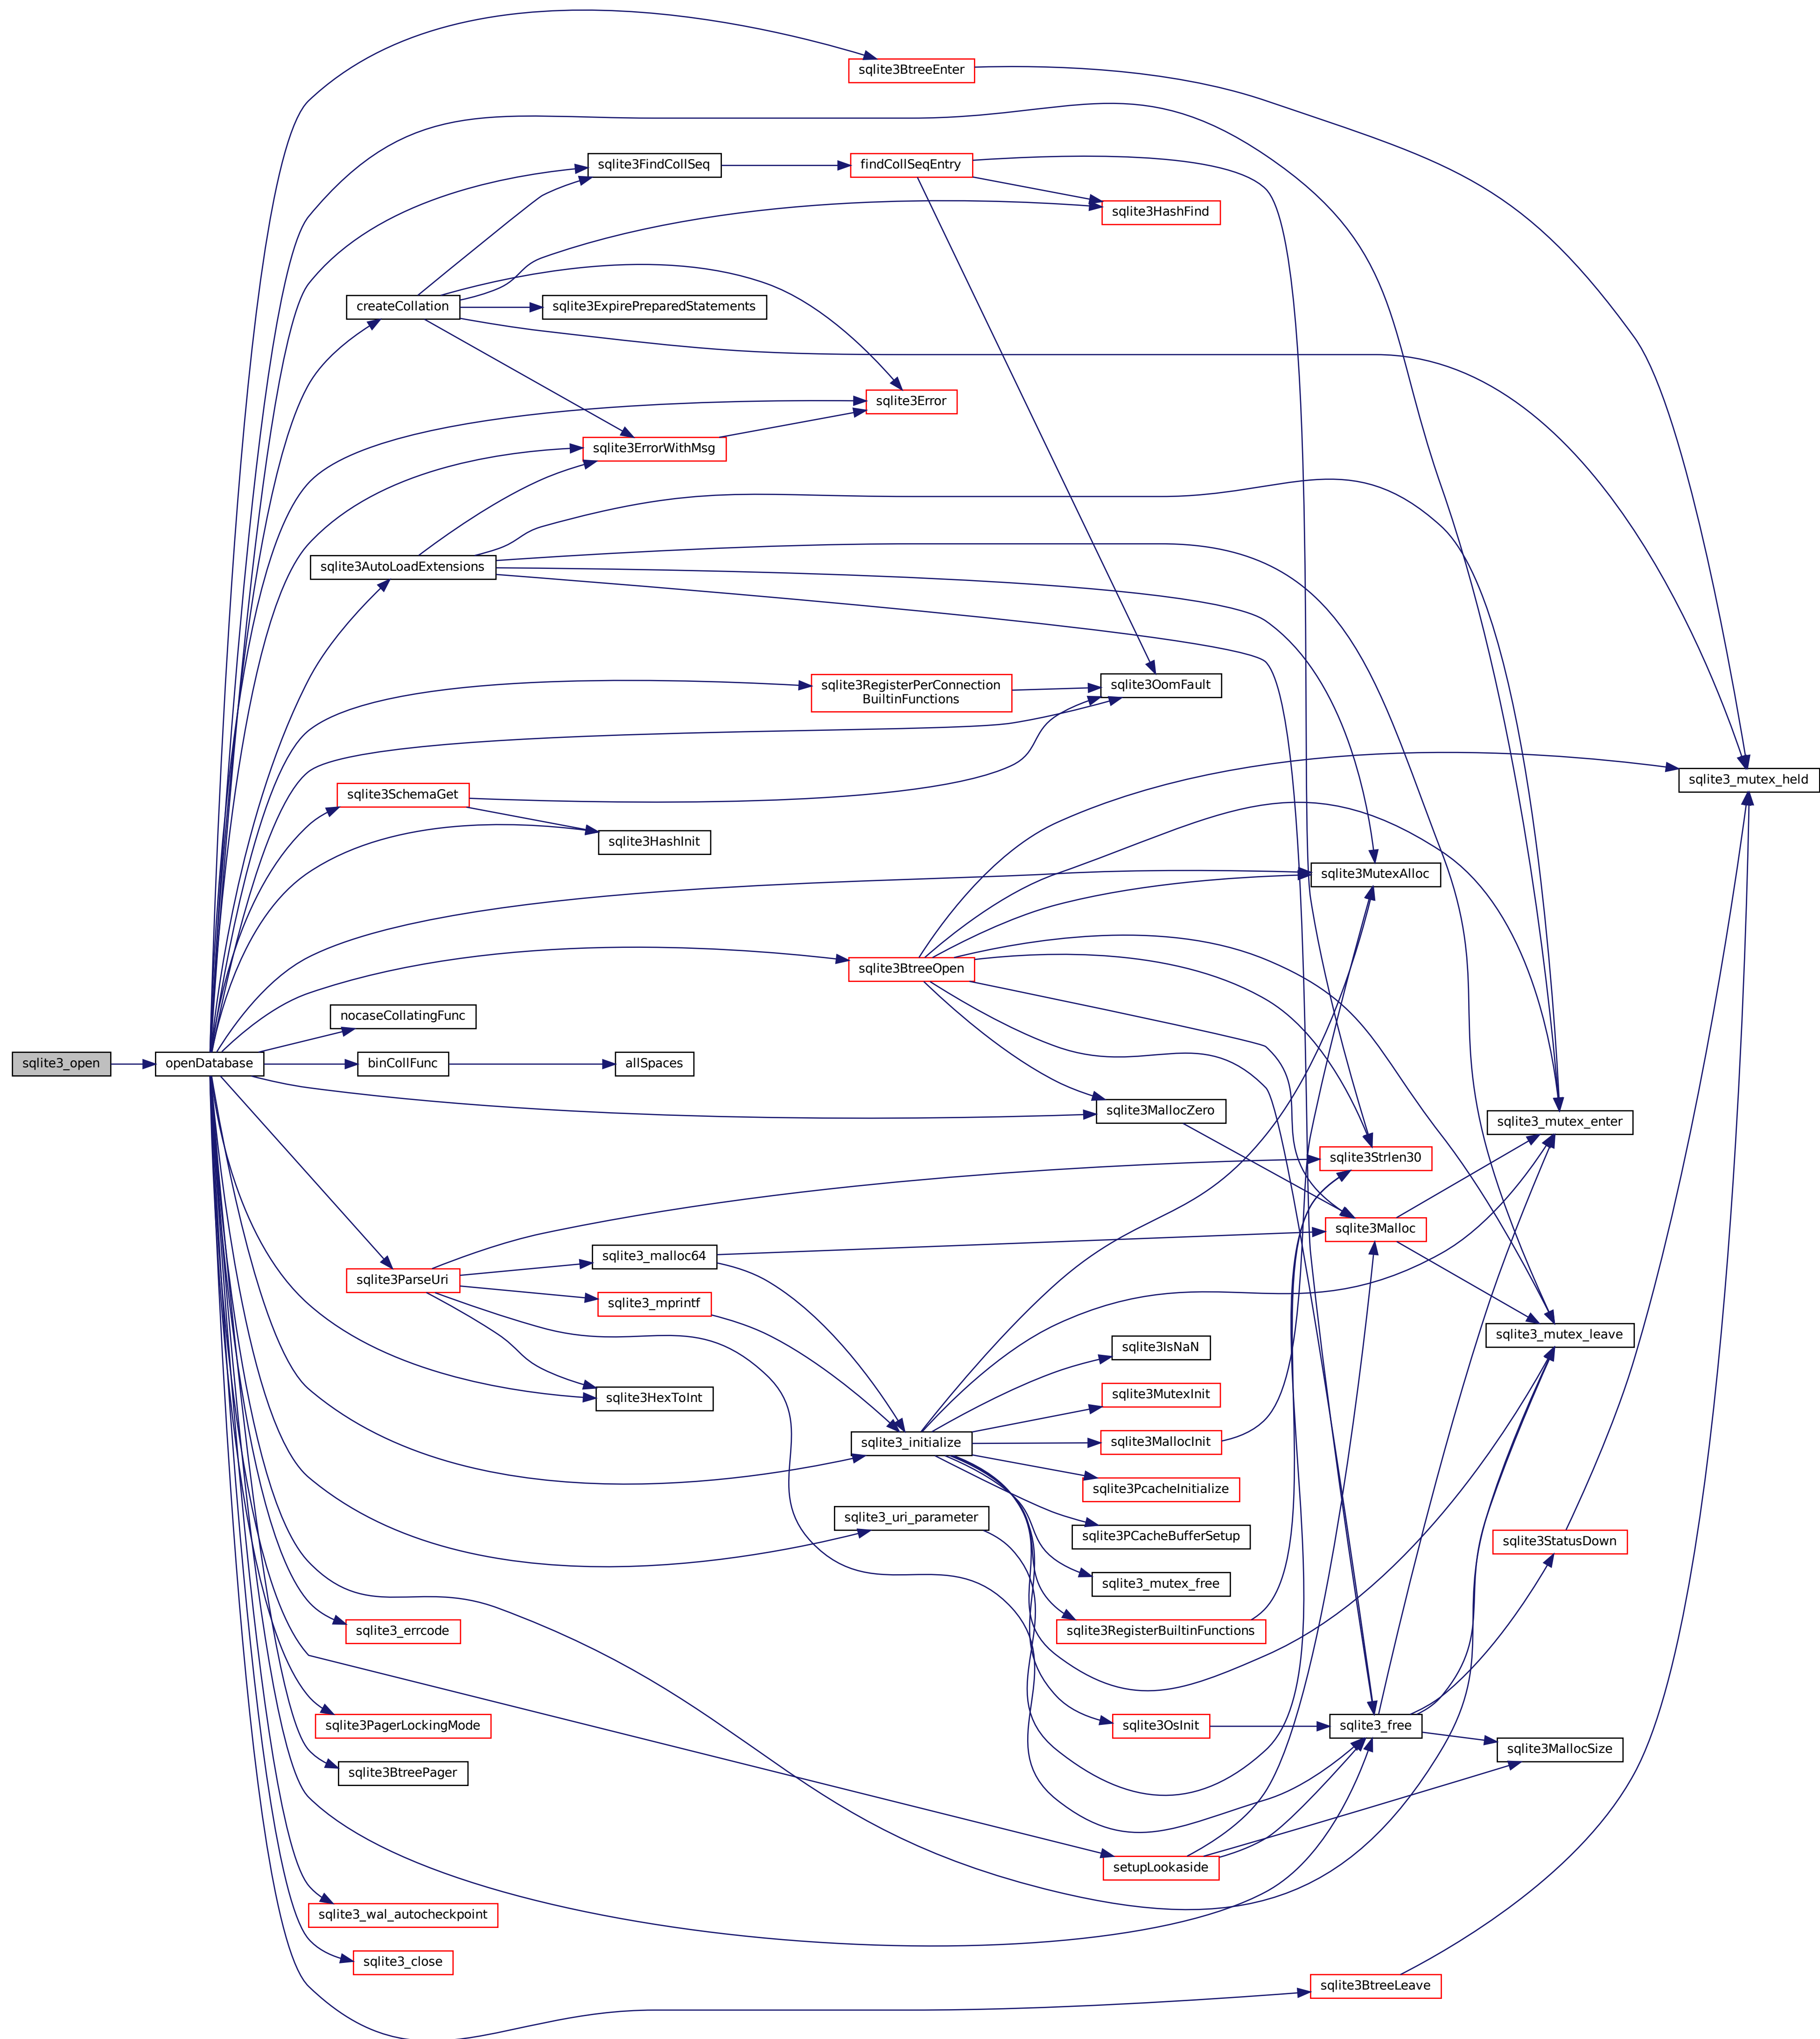 sqlite3BtreeEnter
sqlite3FindCollSeq
findCollSeqEntry
sqlite3HashFind
createCollation
sqlite3ExpirePreparedStatements
sqlite3Error
sqlite3ErrorWithMsg
sqlite3AutoLoadExtensions
sqlite3RegisterPerConnection
BuiltinFunctions
sqlite3OomFault
sqlite3_mutex_held
sqlite3SchemaGet
sqlite3HashInit
sqlite3MutexAlloc
sqlite3BtreeOpen
nocaseCollatingFunc
sqlite3_open
openDatabase
binCollFunc
allSpaces
sqlite3MallocZero
sqlite3_mutex_enter
sqlite3Strlen30
sqlite3Malloc
sqlite3_malloc64
sqlite3ParseUri
sqlite3_mprintf
sqlite3_mutex_leave
sqlite3IsNaN
sqlite3HexToInt
sqlite3MutexInit
sqlite3_initialize
sqlite3MallocInit
sqlite3PcacheInitialize
sqlite3_uri_parameter
sqlite3PCacheBufferSetup
sqlite3StatusDown
sqlite3_mutex_free
sqlite3_errcode
sqlite3RegisterBuiltinFunctions
sqlite3PagerLockingMode
sqlite3OsInit
sqlite3_free
sqlite3MallocSize
sqlite3BtreePager
setupLookaside
sqlite3_wal_autocheckpoint
sqlite3_close
sqlite3BtreeLeave